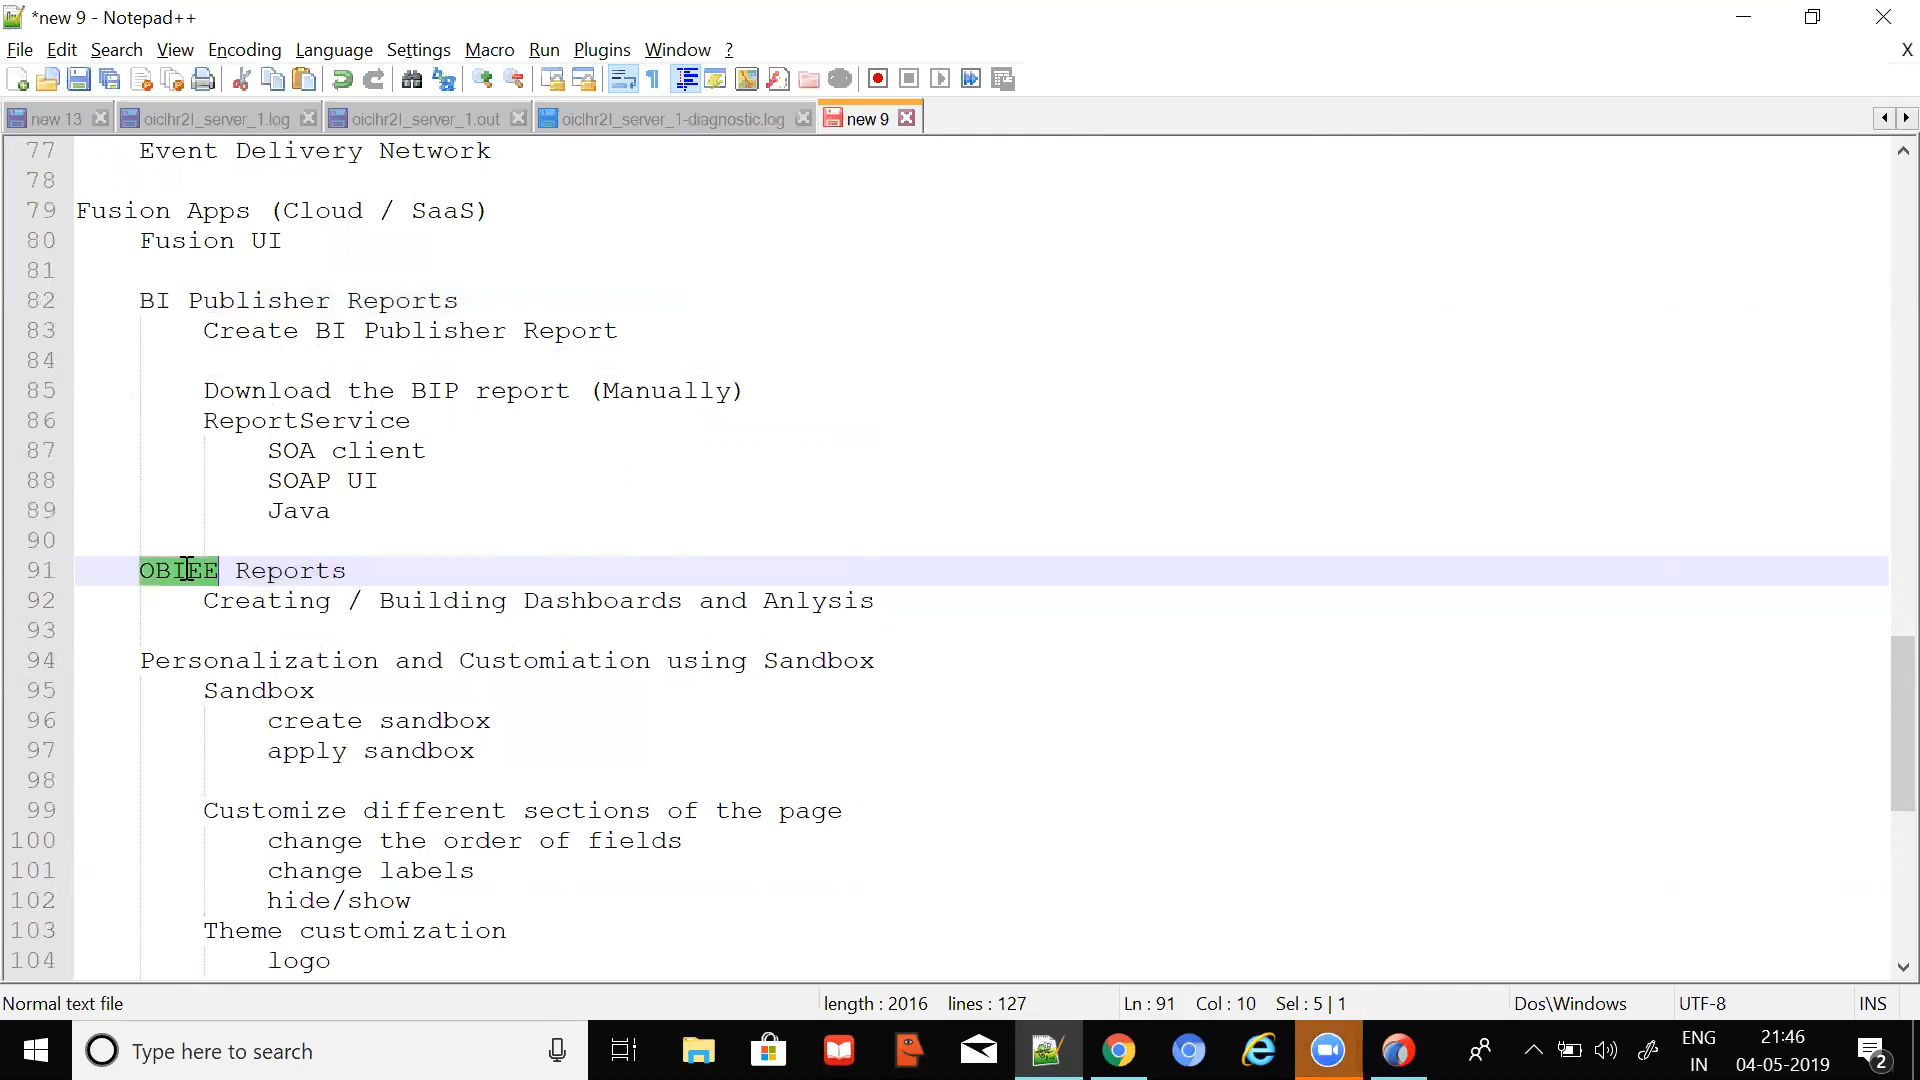 *new 9 - Notepad++
File Edit Search View Encoding Language Settings Macro Run Plugins Window ? X
new 13 oiclhr2l_server_1.log oiclhr2l_server_1.out oiclhr2l_server_1-diagnostic.log new 9
77 Event Delivery Network
78
79 Fusion Apps (Cloud / SaaS)
80 Fusion UI
81
82 BI Publisher Reports
83 Create BI Publisher Report
84
85 Download the BIP report (Manually)
86 ReportService
87 SOA client
88 SOAP UI
89 Java
90
91 OBIEE Reports
92 Creating / Building Dashboards and Anlysis
93
94 Personalization and Customiation using Sandbox
95 Sandbox
96 create sandbox
97 apply sandbox
98
99 Customize different sections of the page
100 change the order of fields
101 change labels
102 hide/show
103 Theme customization
104 logo
Normal text file length : 2016 lines : 127 Ln : 91 Col : 10 Sel : 5 | 1 Dos\Windows UTF-8 INS
Type here to search
ENG
IN
21:46
04-05-2019
2